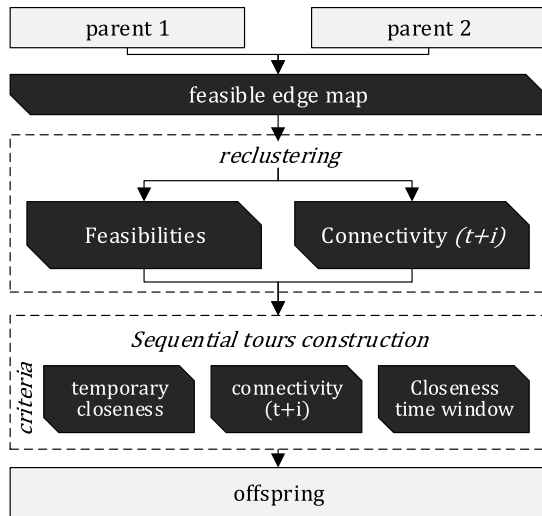 parent 1
parent 2
feasible edge map
reclustering
Feasibilities
Connectivity (t+i)
Sequential tours construction
criteria
temporary
closeness
connectivity
(t+i)
Closeness
time window
offspring